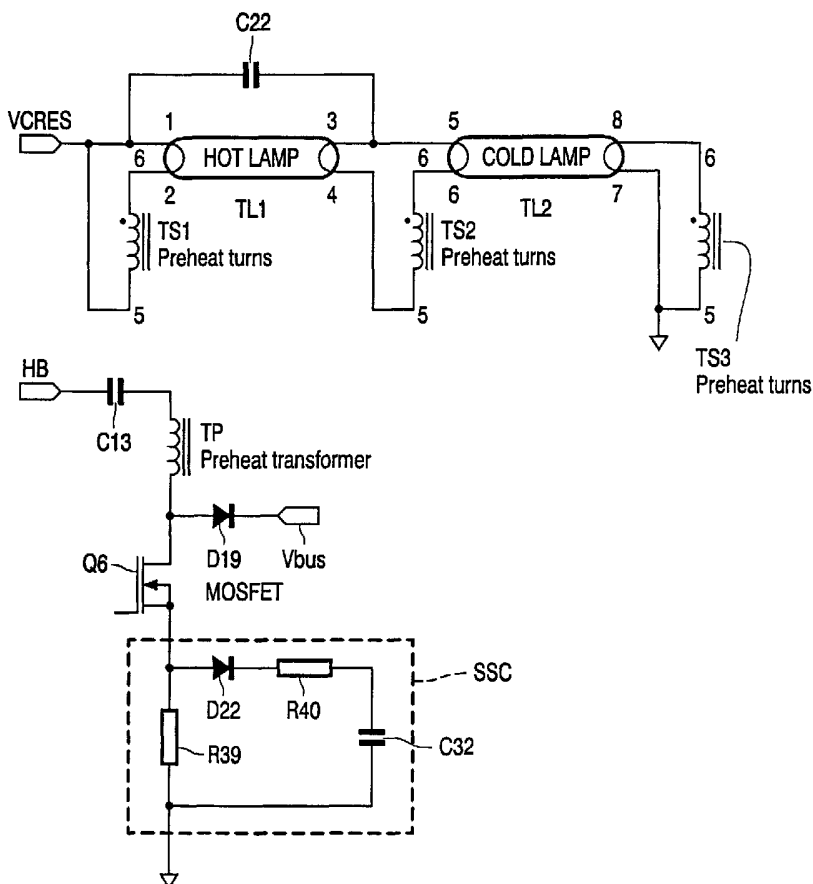 C22
VCRES
1
3
5
8
6
HOT LAMP
6
COLD LAMP
6
2
4
6
7
TL1
TL2
TS1
Preheat turns
TS2
Preheat turns
5
5
5
TS3
Preheat turns
HB
C13
TP
Preheat transformer
D19
Vbus
Q6
MOSFET
SSC
D22
R40
R39
C32